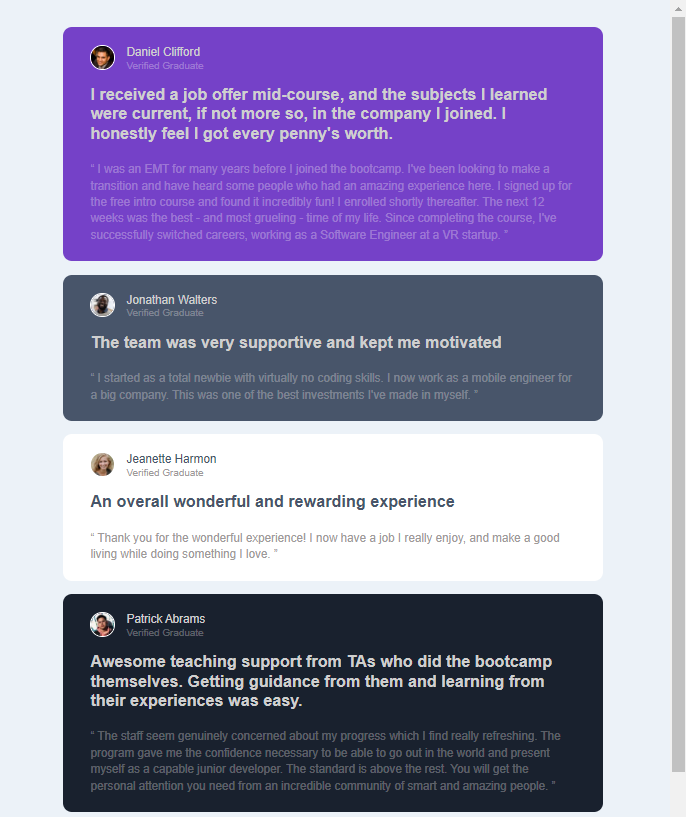 Daniel Clifford
Verified Graduate
I received a job offer mid-course, and the subjects I learned
were current, if not more so, in the company I joined. I
honestly feel I got every penny's worth.
“ I was an EMT for many years before I joined the bootcamp. I've been looking to make a
transition and have heard some people who had an amazing experience here. I signed up for
the free intro course and found it incredibly fun! I enrolled shortly thereafter. The next 12
weeks was the best - and most grueling - time of my life. Since completing the course, I've
successfully switched careers, working as a Software Engineer at a VR startup. ”
Jonathan Walters
Verified Graduate
The team was very supportive and kept me motivated
“ I started as a total newbie with virtually no coding skills. I now work as a mobile engineer for
a big company. This was one of the best investments I've made in myself. ”
Jeanette Harmon
Verified Graduate
An overall wonderful and rewarding experience
“ Thank you for the wonderful experience! I now have a job I really enjoy, and make a good
living while doing something I love. ”
Patrick Abrams
Verified Graduate
Awesome teaching support from TAs who did the bootcamp
themselves. Getting guidance from them and learning from
their experiences was easy.
“ The staff seem genuinely concerned about my progress which I find really refreshing. The
program gave me the confidence necessary to be able to go out in the world and present
myself as a capable junior developer. The standard is above the rest. You will get the
personal attention you need from an incredible community of smart and amazing people. ”